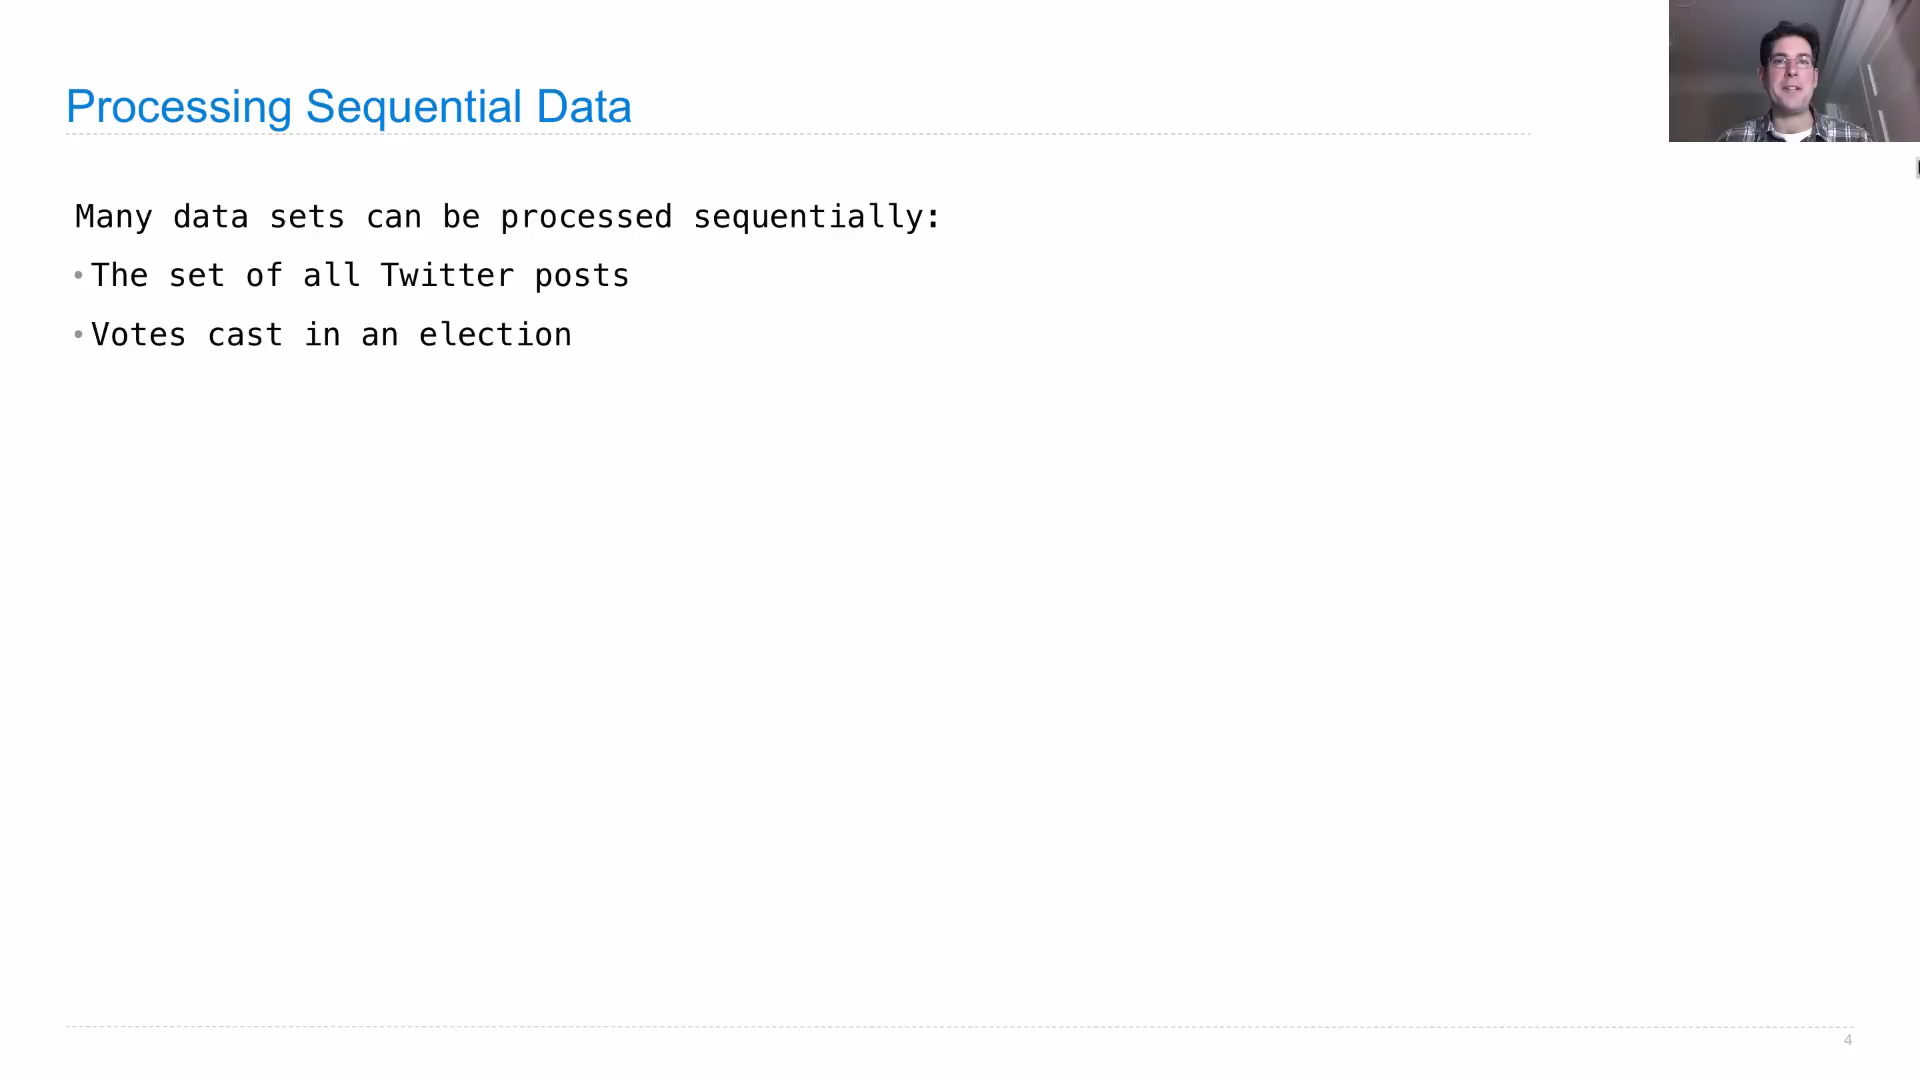 Processing Sequential Data
Many data sets can be processed sequentially:
• The set of all Twitter posts
• Votes cast in an election
4